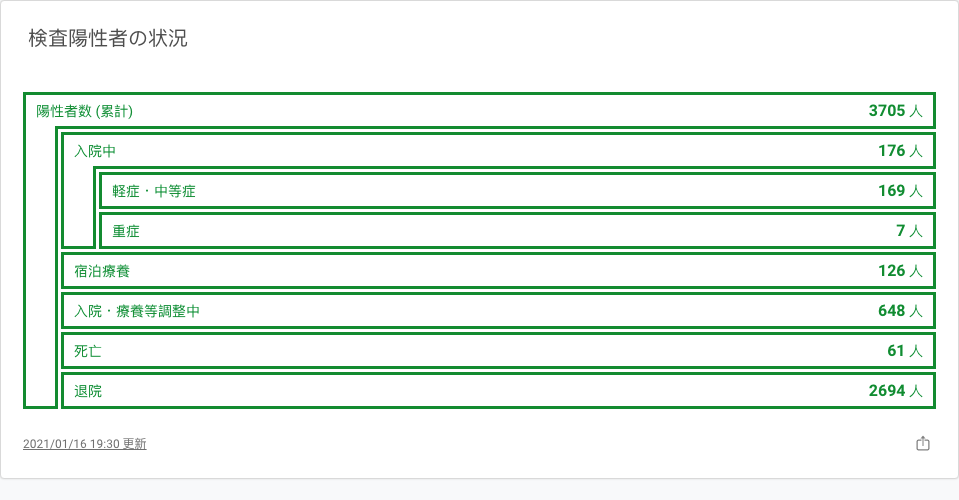 検査陽性者の状況
陽性者数 (累計) 3705 人
入院中 176 人
軽症・中等症 169 人
重症 7 人
宿泊療養 126 人
入院・療養等調整中 648 人
死亡 61 人
退院 2694 人
2021/01/16 19:30 更新